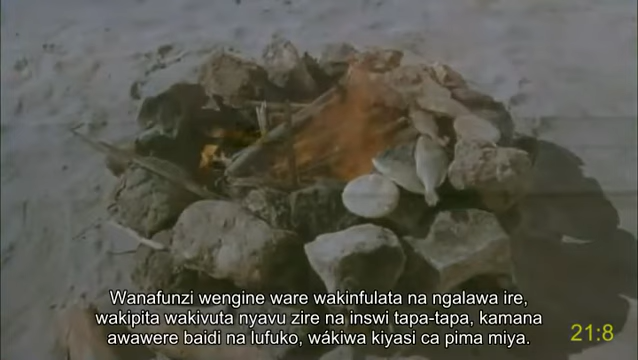 Wanafunzi wengine ware wakinfulata na ngalawa ire,
wakipita wakivuta nyavu zire na inswi tapa-tapa, kamana
awawere baidi na lufuko, wákiwa kiyasi ca pima miya.
21:8